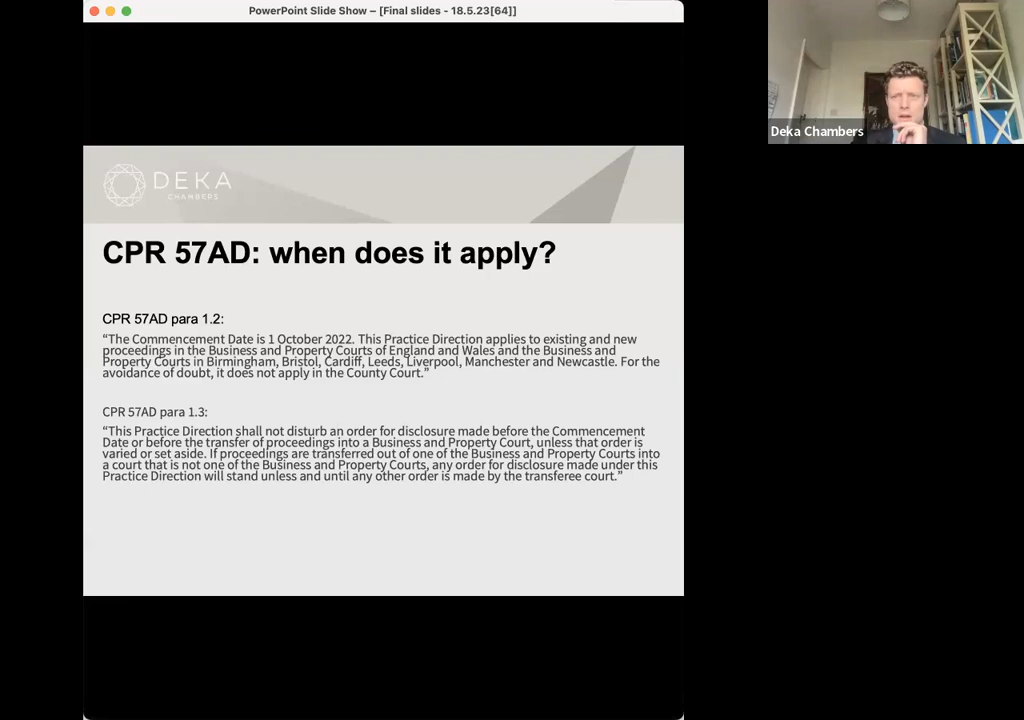 PowerPoint Slide Show – [Final slides - 18.5.23[64]]
DEKA
CHAMBERS
Deka Chambers
CPR 57AD: when does it apply?
CPR 57AD para 1.2:
“The Commencement Date is 1 October 2022. This Practice Direction applies to existing and new
proceedings in the Business and Property Courts of England and Wales and the Business and
Property Courts in Birmingham, Bristol, Cardiff, Leeds, Liverpool, Manchester and Newcastle. For the
avoidance of doubt, it does not apply in the County Court.”
CPR 57AD para 1.3:
“This Practice Direction shall not disturb an order for disclosure made before the Commencement
Date or before the transfer of proceedings into a Business and Property Court, unless that order is
varied or set aside. If proceedings are transferred out of one of the Business and Property Courts into
a court that is not one of the Business and Property Courts, any order for disclosure made under this
Practice Direction will stand unless and until any other order is made by the transferee court.”